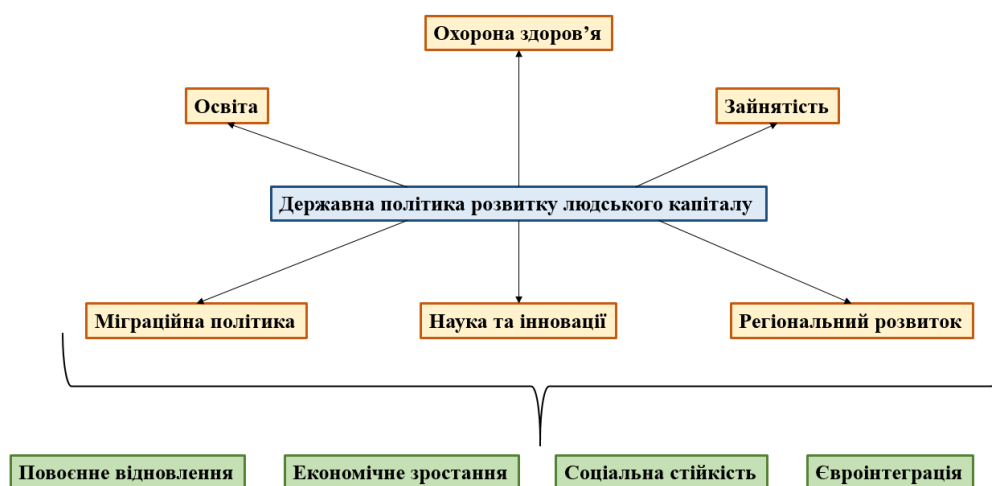 Охорона здоров’я
Освіта
Зайнятість
Державна політика розвитку людського капіталу
Міграційна політика
Наука та інновації
Регіональний розвиток
Повоєнне відновлення
Економічне зростання
Соціальна стійкість
Євроінтеграція